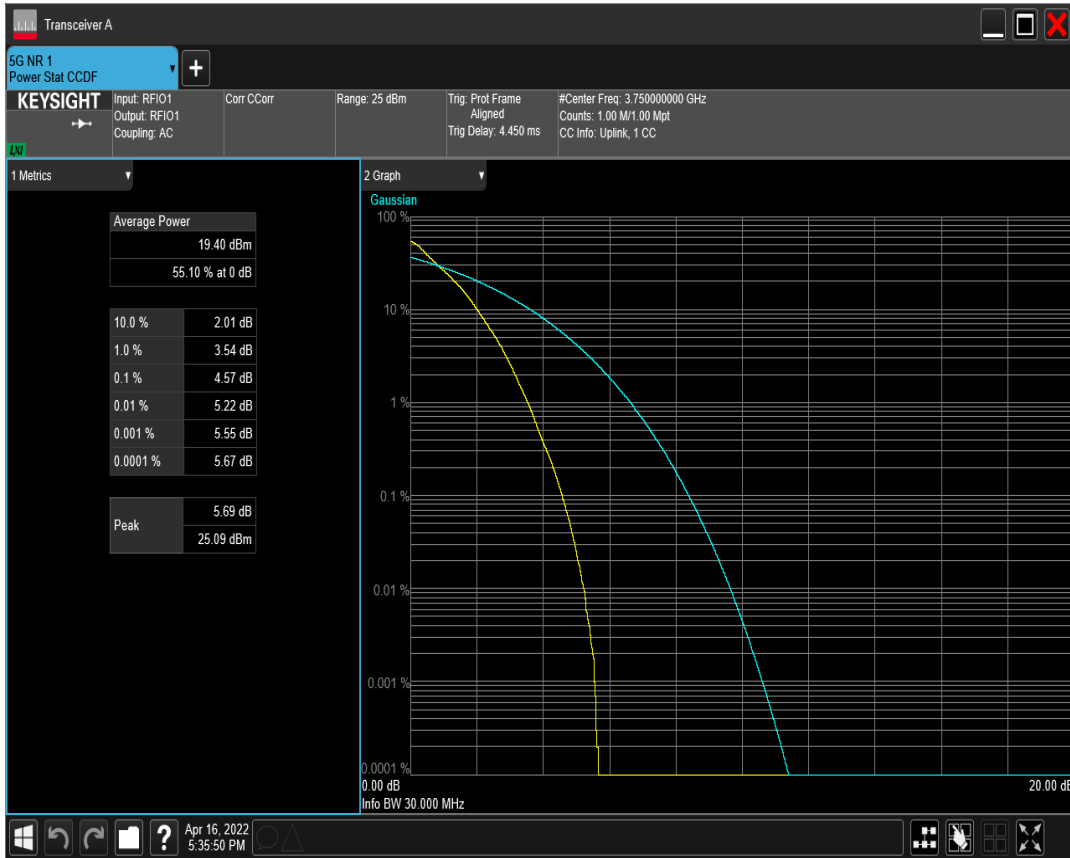 Transceiver A
5G NR 1
Power Stat CCDF
KEYSIGHT
LXI
Input: RFIO1
Output: RFIO1
Coupling: AC
Corr CCorr
Range: 25 dBm
Trig: Prot Frame
Aligned
Trig Delay: 4.450 ms
#Center Freq: 3.750000000 GHz
Counts: 1.00 M/1.00 Mpt
CC Info: Uplink, 1 CC
1 Metrics
Average Power
19.40 dBm
55.10 % at 0 dB
10.0 % 2.01 dB
1.0 % 3.54 dB
0.1 % 4.57 dB
0.01 % 5.22 dB
0.001 % 5.55 dB
0.0001 % 5.67 dB
Peak
5.69 dB
25.09 dBm
2 Graph
Gaussian
100 %
10 %
1 %
0.1 %
0.01 %
0.001 %
0.0001 %
0.00 dB 20.00 dB
Info BW 30.000 MHz
?
Apr 16, 2022
5:35:50 PM